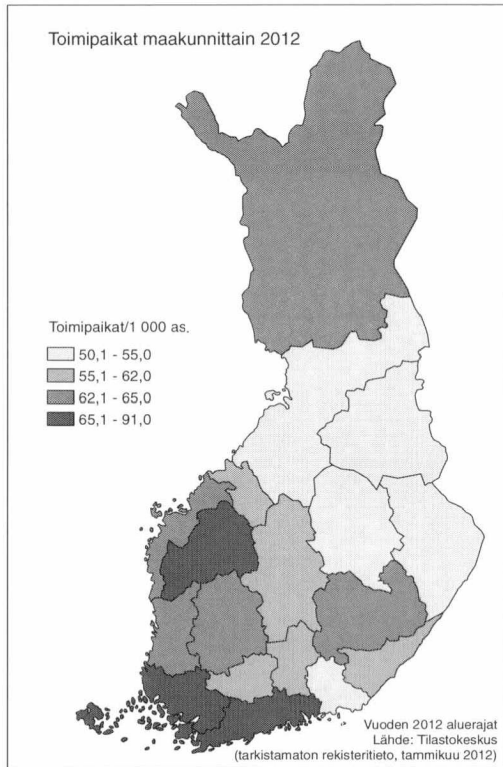 Toimipaikat maakunnittain 2012
Toimipaikat/1 000 as.
50,1 - 55,0
55,1 - 62,0
62,1 - 65,0
65,1 - 91,0
Vuoden 2012 aluerajat
Lähde: Tilastokeskus
(tarkistamaton rekisteritieto, tammikuu 2012)